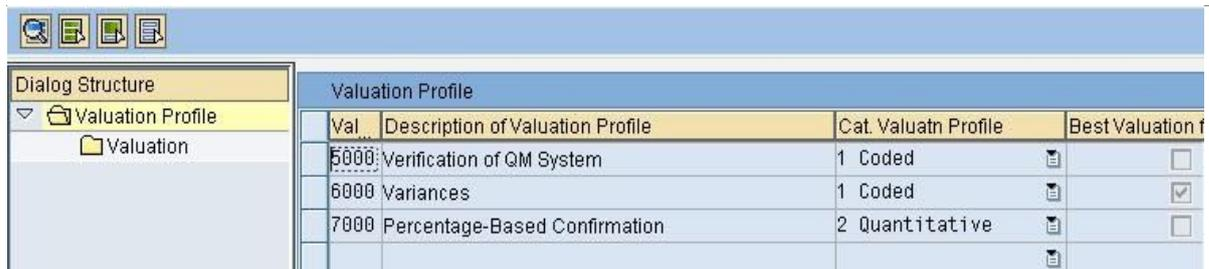 Dialog Structure
Valuation Profile
Valuation
Valuation Profile
Val... Description of Valuation Profile Cat. Valuatn Profile Best Valuation f
5000 Verification of QM System 1 Coded
6000 Variances 1 Coded
7000 Percentage-Based Confirmation 2 Quantitative